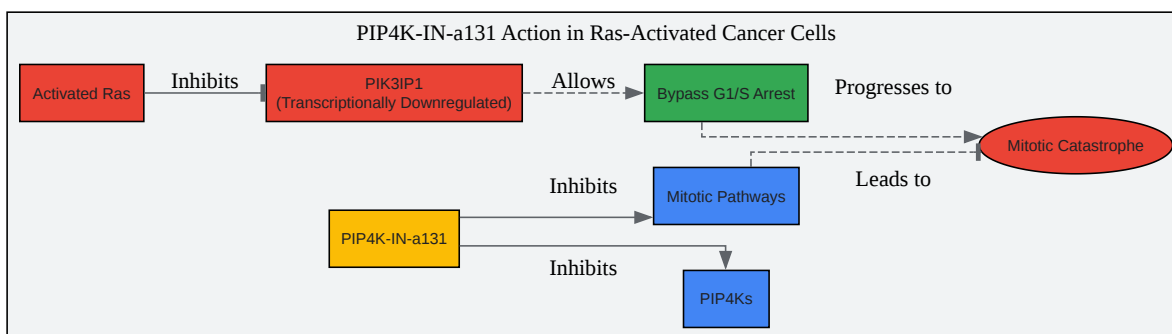 PIP4K-IN-a131 Action in Ras-Activated Cancer Cells
Activated Ras
Inhibits
PIK3IP1
(Transcriptionally Downregulated)
Allows
Bypass G1/S Arrest
Progresses to
Mitotic Catastrophe
Leads to
Inhibits
Mitotic Pathways
PIP4K-IN-a131
Inhibits
PIP4Ks